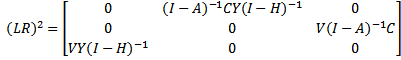 (LR)² = [ 0 (I − A)⁻¹CY(I − H)⁻¹ 0
0 0 V(I − A)⁻¹C
VY(I − H)⁻¹ 0 0 ]